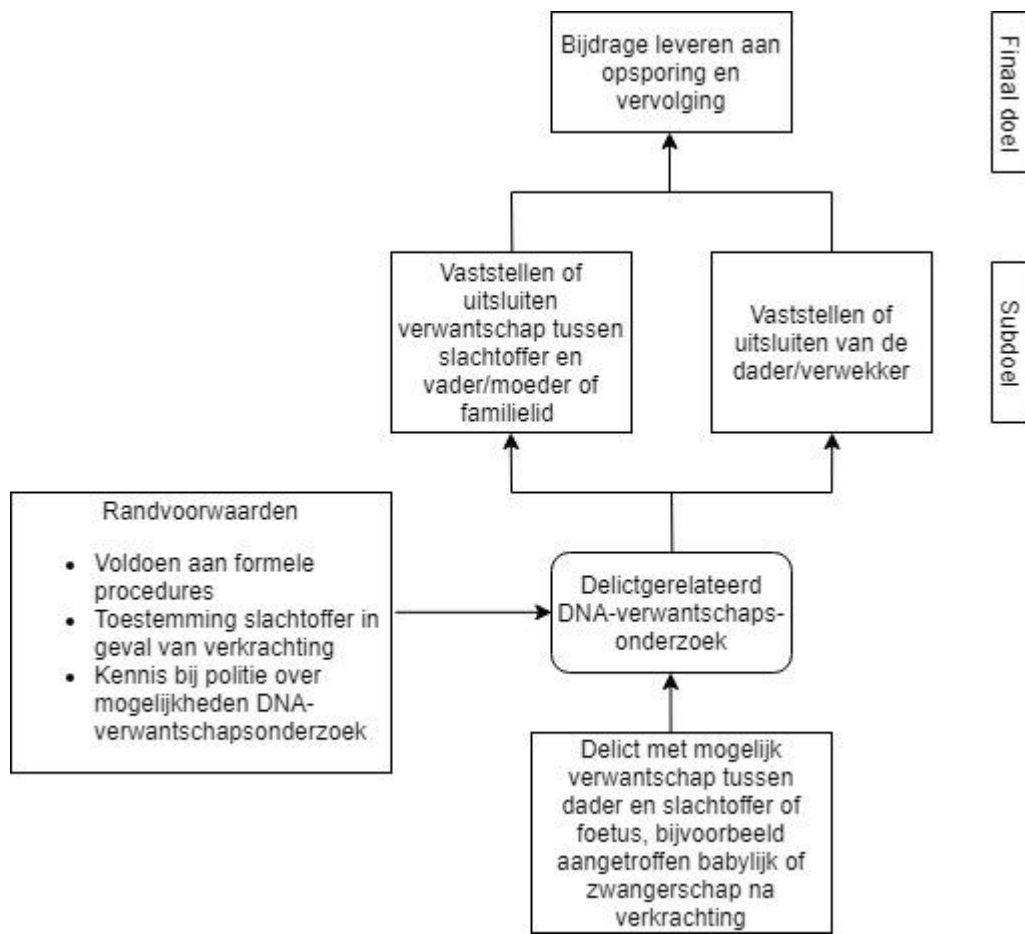 Bijdrage leveren aan
opsporing en
vervolging
Finaal doel
Vaststellen of
uitsluiten
verwantschap tussen
slachtoffer en
vader/moeder of
familielid
Vaststellen of
uitsluiten van de
dader/verwekker
Subdoel
Randvoorwaarden
• Voldoen aan formele
procedures
• Toestemming slachtoffer in
geval van verkrachting
• Kennis bij politie over
mogelijkheden DNA-
verwantschapsonderzoek
Delictgerelateerd
DNA-verwantschaps-
onderzoek
Delict met mogelijk
verwantschap tussen
dader en slachtoffer of
foetus, bijvoorbeeld
aangetroffen babylijk of
zwangerschap na
verkrachting